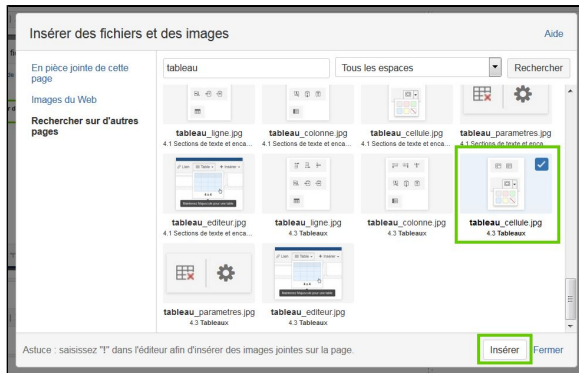 Insérer des fichiers et des images
Aide
En pièce jointe de cette
page
Images du Web
Rechercher sur d'autres
pages
tableau
Tous les espaces
Rechercher
tableau_ligne.jpg
4.1 Sections de texte et enca...
tableau_colonne.jpg
4.1 Sections de texte et enca...
tableau_cellule.jpg
4.1 Sections de texte et enca...
tableau_parametres.jpg
4.1 Sections de texte et enca...
tableau_editeur.jpg
4.1 Sections de texte et enca...
tableau_ligne.jpg
4.3 Tableaux
tableau_colonne.jpg
4.3 Tableaux
tableau_cellule.jpg
4.3 Tableaux
tableau_parametres.jpg
4.3 Tableaux
tableau_editeur.jpg
4.3 Tableaux
Astuce : saisissez "!" dans l'éditeur afin d'insérer des images jointes sur la page.
Insérer
Fermer